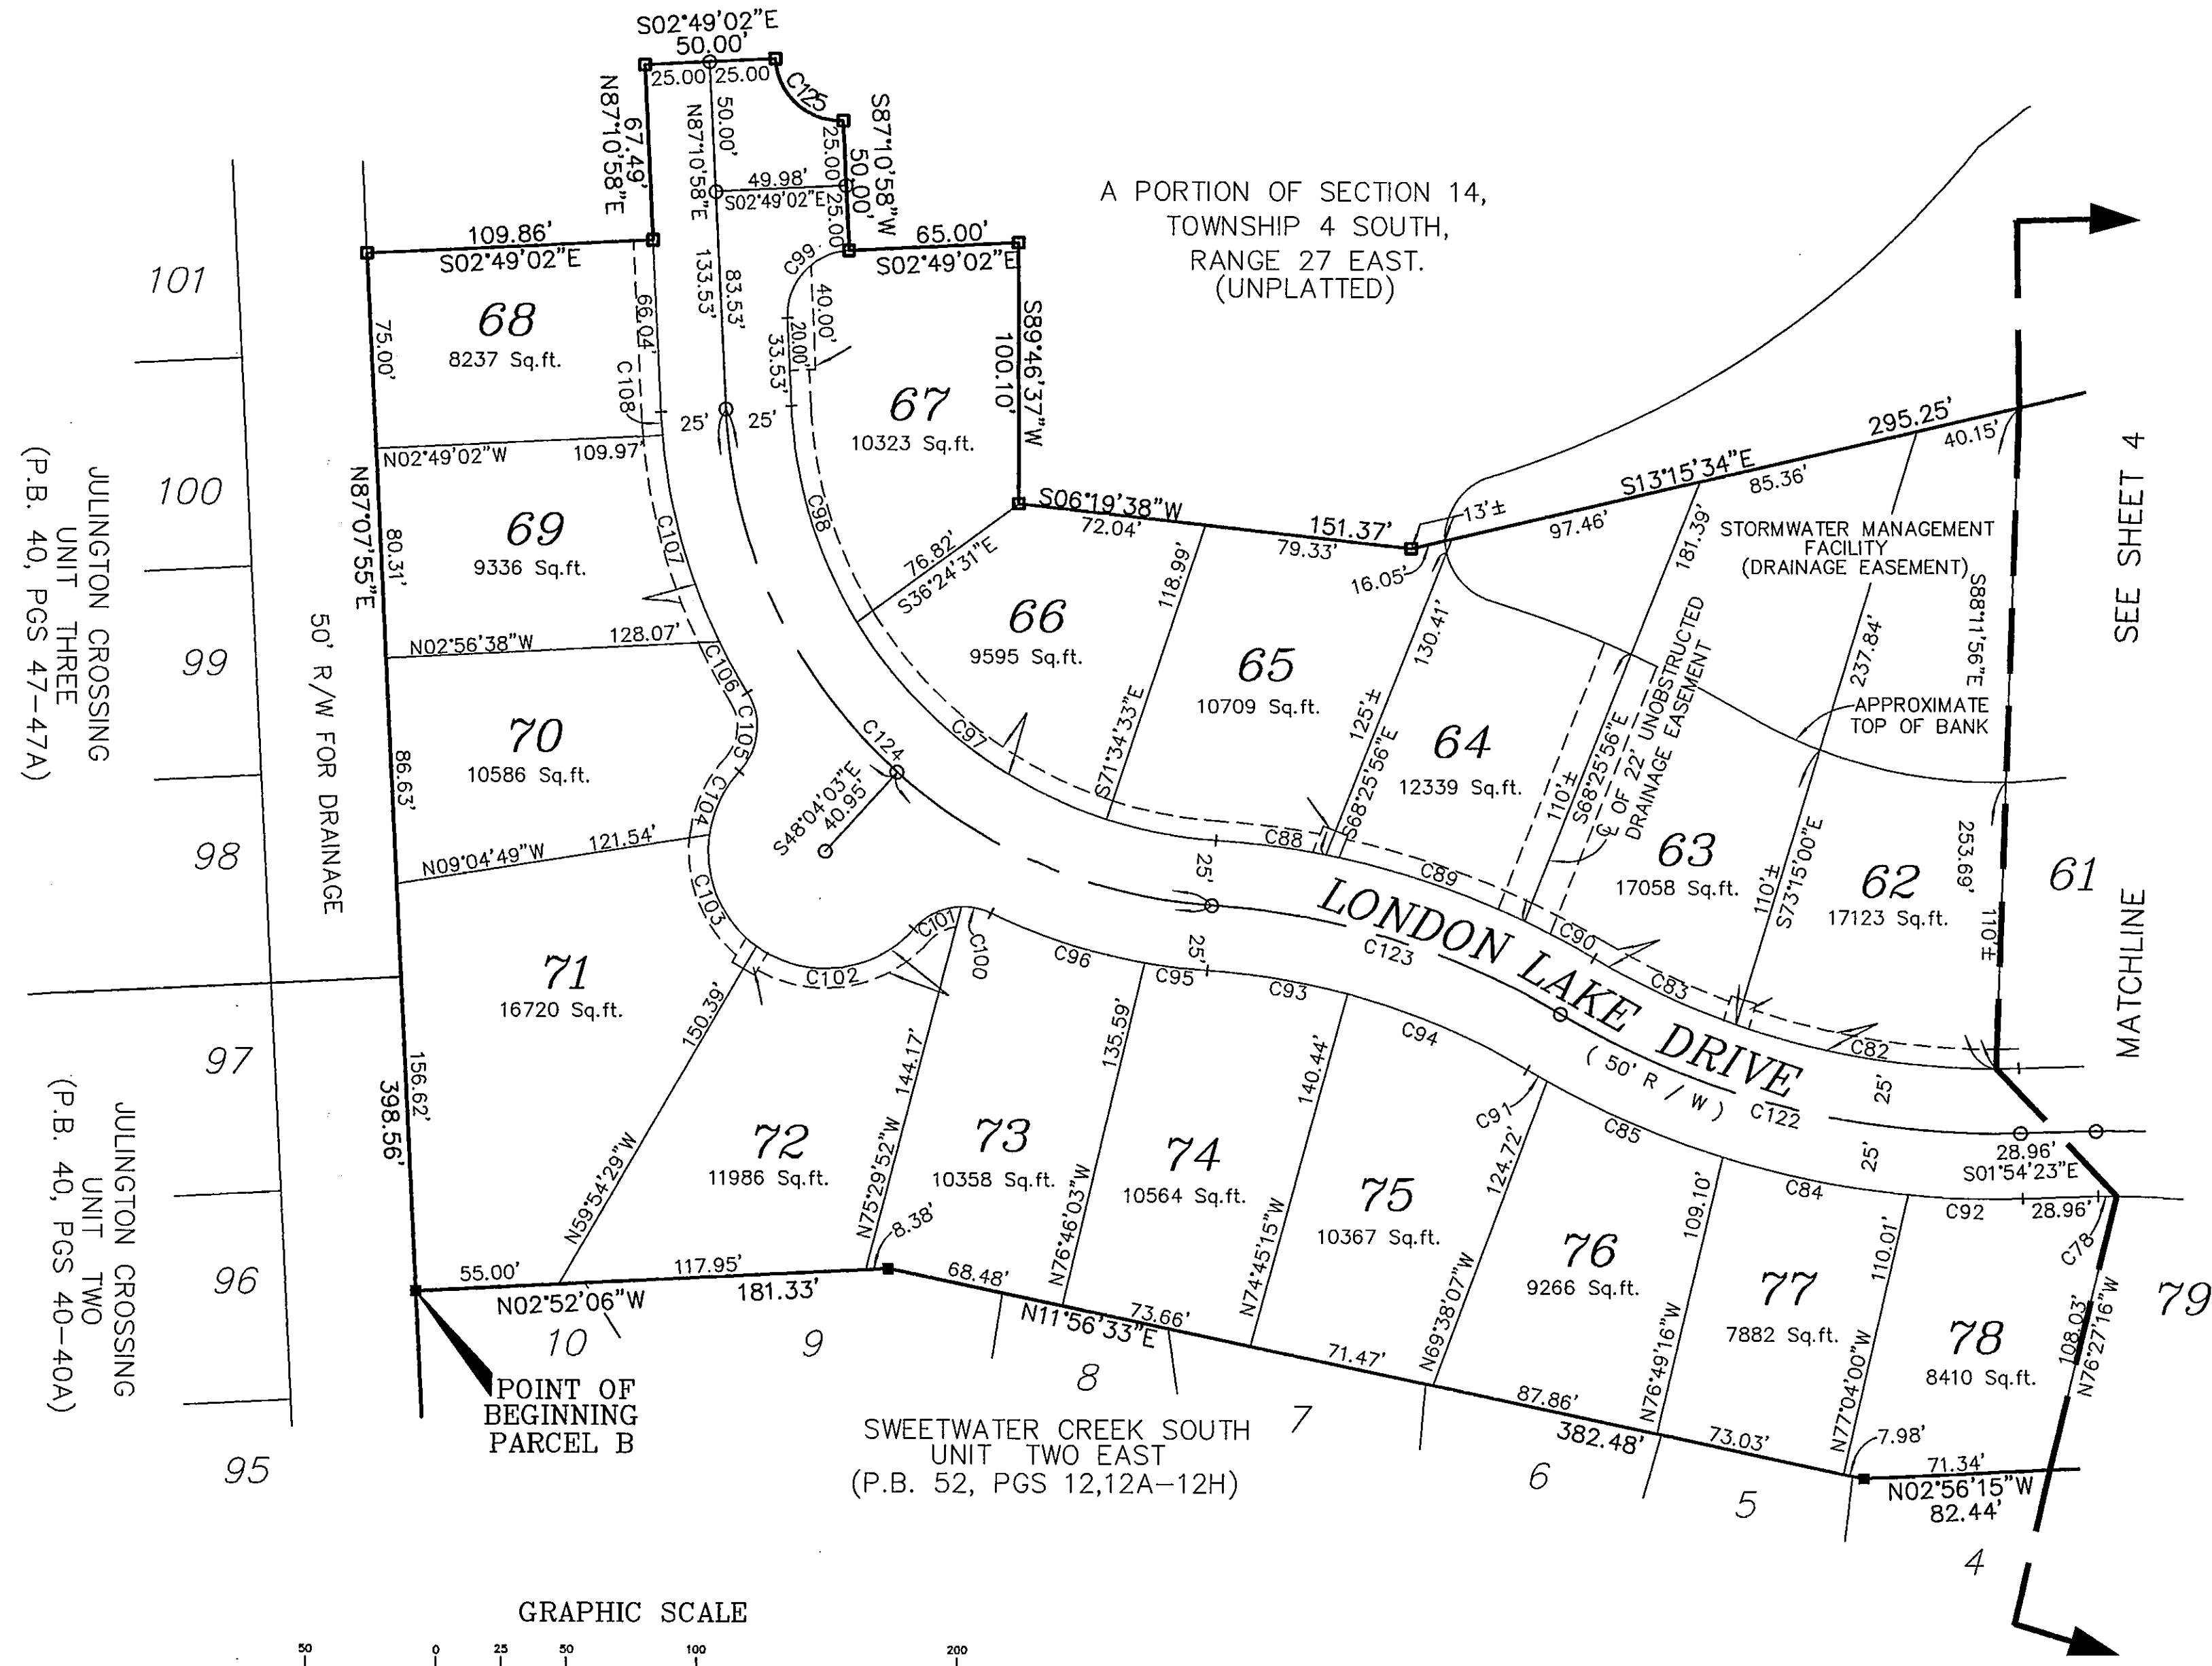 S02°49'02"E
50.00'
25.00 25.00
C125
N87°10'58"E
67.49'
50.00'
N87°10'58"E
S87°10'58"W
50.00'
25.00'
25.00'
49.98'
S02°49'02"E
109.86'
S02°49'02"E
65.00'
S02°49'02"E
A PORTION OF SECTION 14,
TOWNSHIP 4 SOUTH,
RANGE 27 EAST.
(UNPLATTED)
S89°46'37"W
100.10'
C99
40.00'
20.00'
33.53'
83.53'
133.53'
66.04'
75.00'
68
8237 Sq.ft.
C108
25'
25'
67
10323 Sq.ft.
N02°49'02"W
109.97'
101
100
99
98
97
96
95
JULINGTON CROSSING
UNIT THREE
(P.B. 40, PGS 47-47A)
JULINGTON CROSSING
UNIT TWO
(P.B. 40, PGS 40-40A)
50' R/W FOR DRAINAGE
N87°07'55"E
80.31'
86.63'
156.62'
398.56'
69
9336 Sq.ft.
C107
C98
N02°56'38"W
128.07'
C106
C105
70
10586 Sq.ft.
C104
N09°04'49"W
121.54'
C103
71
16720 Sq.ft.
C124
S48°04'03"E
40.95'
C97
76.82'
S36°24'31"E
66
9595 Sq.ft.
S06°19'38"W
72.04'
151.37'
79.33'
118.99'
S71°34'33"E
65
10709 Sq.ft.
13'±
16.05'
130.41'
125'±
S68°25'56"E
64
12339 Sq.ft.
S13°15'34"E
97.46'
85.36'
295.25'
40.15'
181.39'
STORMWATER MANAGEMENT
FACILITY
(DRAINAGE EASEMENT)
110'±
S68°25'56"E
℄ OF 22' UNOBSTRUCTED
DRAINAGE EASEMENT
237.84'
S88°11'56"E
APPROXIMATE
TOP OF BANK
63
17058 Sq.ft.
110'±
S73°15'00"E
62
17123 Sq.ft.
253.69'
110'±
61
SEE SHEET 4
MATCHLINE
C88
C89
C90
C83
C82
25'
25'
LONDON LAKE DRIVE
( 50' R / W )
C123
C122
25'
25'
28.96'
S01°54'23"E
28.96'
C102
C101
C100
C96
C95
C93
C94
C91
C85
C84
C92
C78
150.39'
N59°54'29"W
72
11986 Sq.ft.
144.17'
N75°29'52"W
8.38'
73
10358 Sq.ft.
135.59'
N76°46'03"W
74
10564 Sq.ft.
140.44'
N74°45'15"W
75
10367 Sq.ft.
124.72'
N69°38'07"W
76
9266 Sq.ft.
109.10'
N76°49'16"W
77
7882 Sq.ft.
110.01'
N77°04'00"W
78
8410 Sq.ft.
108.03'
N76°27'16"W
79
55.00'
117.95'
N02°52'06"W
181.33'
68.48'
N11°56'33"E
73.66'
71.47'
87.86'
382.48'
73.03'
7.98'
71.34'
N02°56'15"W
82.44'
10
9
8
7
6
5
4
POINT OF
BEGINNING
PARCEL B
SWEETWATER CREEK SOUTH
UNIT TWO EAST
(P.B. 52, PGS 12,12A-12H)
GRAPHIC SCALE
50 0 25 50 100 200